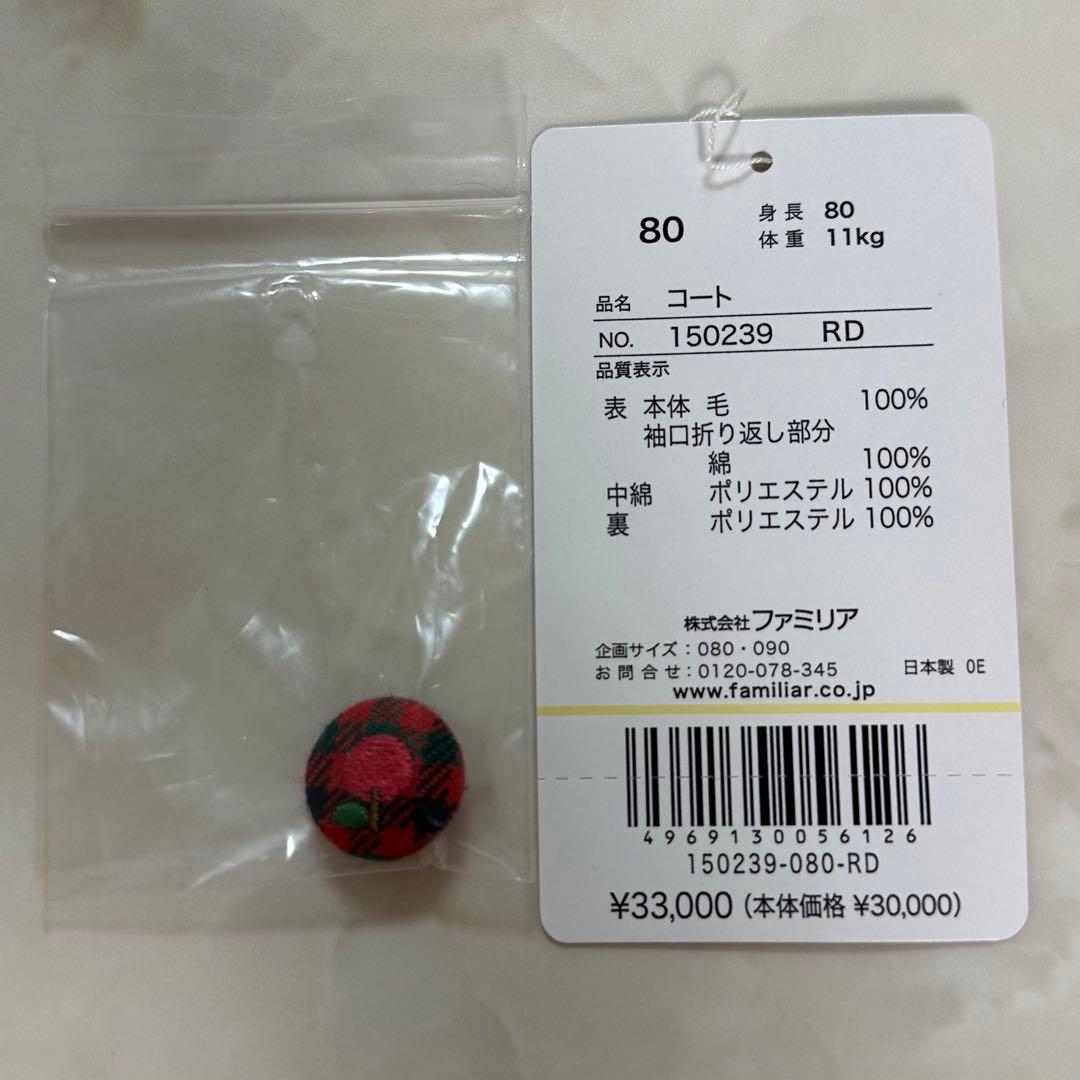 80
身長 80
体重 11kg
品名 コート
NO. 150239 RD
品質表示
表 本体 毛 100%
袖口折り返し部分
綿 100%
中綿 ポリエステル 100%
裏 ポリエステル 100%
株式会社ファミリア
企画サイズ：080・090
お問合せ：0120-078-345 日本製 0E
www.familiar.co.jp
4969130056126
150239-080-RD
¥33,000（本体価格 ¥30,000）